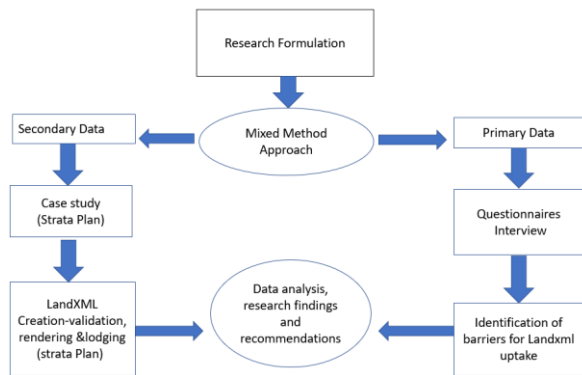 Research Formulation
Mixed Method
Approach
Secondary Data
Primary Data
Case study
(Strata Plan)
Questionnaires
Interview
LandXML
Creation-validation,
rendering &lodging
(strata Plan)
Data analysis,
research findings
and
recommendations
Identification of
barriers for Landxml
uptake